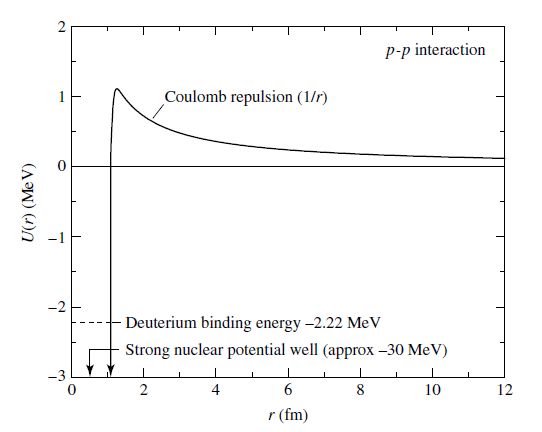 2
p-p interaction
Coulomb repulsion (1/r)
1
0
U(r) (MeV)
–1
–2
Deuterium binding energy –2.22 MeV
Strong nuclear potential well (approx –30 MeV)
–3
0 2 4 6 8 10 12
r (fm)